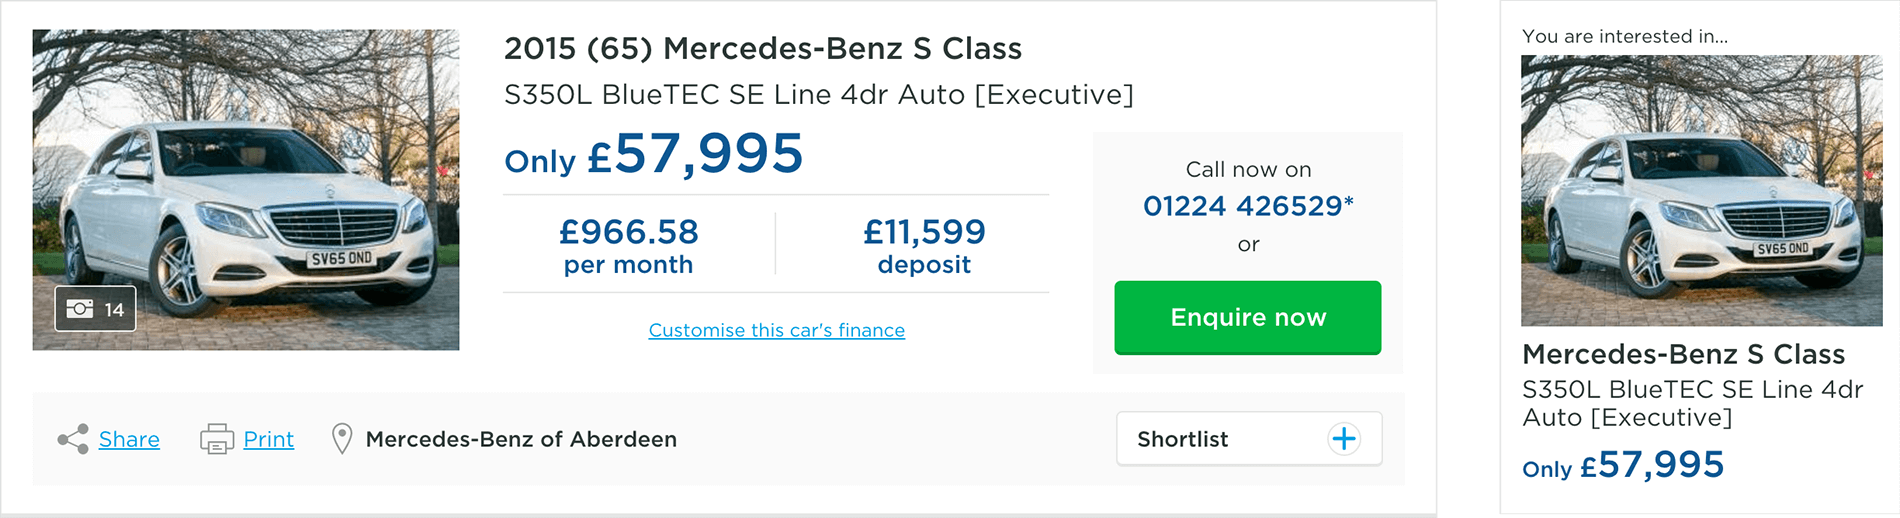 2015 (65) Mercedes-Benz S Class
S350L BlueTEC SE Line 4dr Auto [Executive]
Only £57,995
£966.58
per month
£11,599
deposit
Customise this car's finance
Call now on
01224 426529*
or
Enquire now
SV65 OND
14
Share
Print
Mercedes-Benz of Aberdeen
Shortlist
You are interested in...
SV65 OND
Mercedes-Benz S Class
S350L BlueTEC SE Line 4dr
Auto [Executive]
Only £57,995